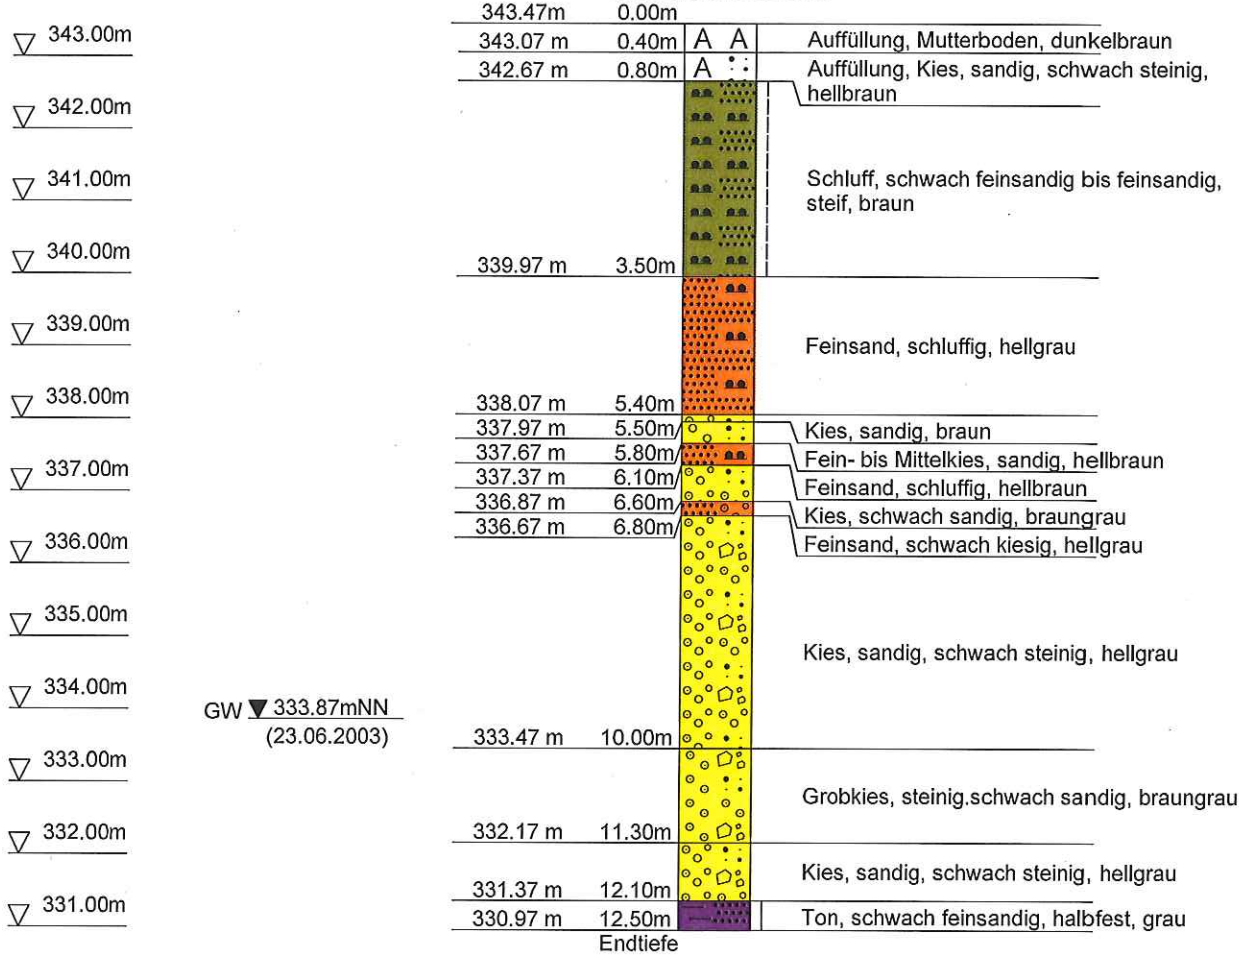 343.47m 0.00m
343.00m
343.07 m 0.40m A A Auffüllung, Mutterboden, dunkelbraun
342.67 m 0.80m A Auffüllung, Kies, sandig, schwach steinig,
hellbraun
342.00m
341.00m
Schluff, schwach feinsandig bis feinsandig,
steif, braun
340.00m
339.97 m 3.50m
339.00m
Feinsand, schluffig, hellgrau
338.00m
338.07 m 5.40m
337.97 m 5.50m Kies, sandig, braun
337.67 m 5.80m Fein- bis Mittelkies, sandig, hellbraun
337.00m
337.37 m 6.10m Feinsand, schluffig, hellbraun
336.87 m 6.60m Kies, schwach sandig, braungrau
336.67 m 6.80m Feinsand, schwach kiesig, hellgrau
336.00m
335.00m
Kies, sandig, schwach steinig, hellgrau
334.00m
GW 333.87mNN
(23.06.2003)
333.47 m 10.00m
333.00m
Grobkies, steinig.schwach sandig, braungrau
332.00m
332.17 m 11.30m
Kies, sandig, schwach steinig, hellgrau
331.37 m 12.10m
331.00m
330.97 m 12.50m Ton, schwach feinsandig, halbfest, grau
Endtiefe